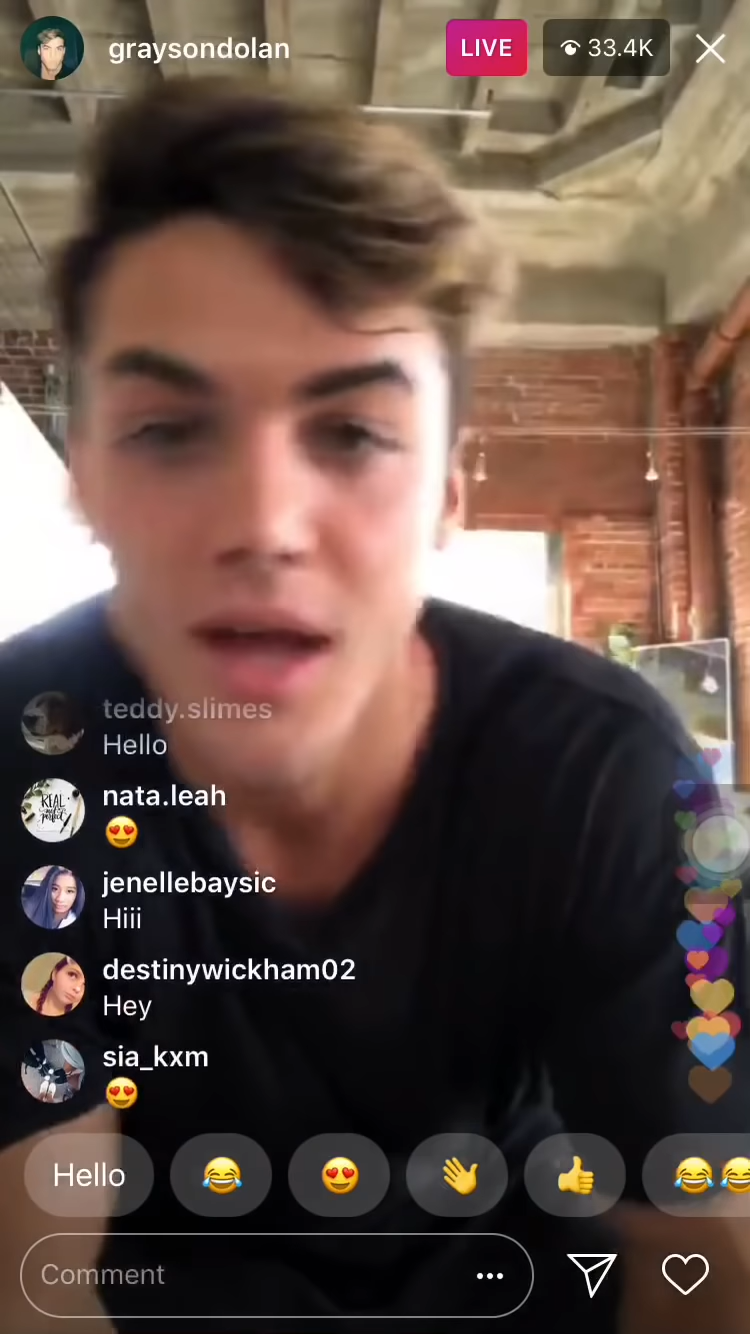 graysondolan
LIVE
33.4K
teddy.slimes
Hello
nata.leah
😍
jenellebaysic
Hiii
destinywickham02
Hey
sia_kxm
😍
Hello
😂
😍
👋
👍
😂😂
Comment